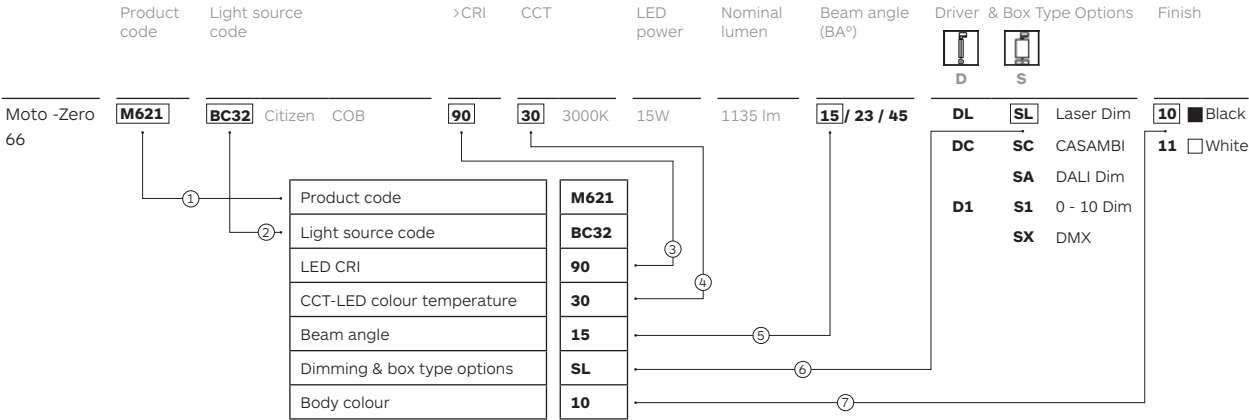 Product code
Light source code
>CRI
CCT
LED power
Nominal lumen
Beam angle (BA°)
Driver & Box Type Options
Finish
D
S
Moto -Zero 66
M621
BC32 Citizen COB
90
30 3000K
15W
1135 lm
15 / 23 / 45
DL SL Laser Dim
10 Black
DC SC CASAMBI
11 White
SA DALI Dim
D1 S1 0 - 10 Dim
SX DMX
1 Product code M621
2 Light source code BC32
3
LED CRI 90
4
CCT-LED colour temperature 30
Beam angle 15 5
Dimming & box type options SL 6
Body colour 10 7